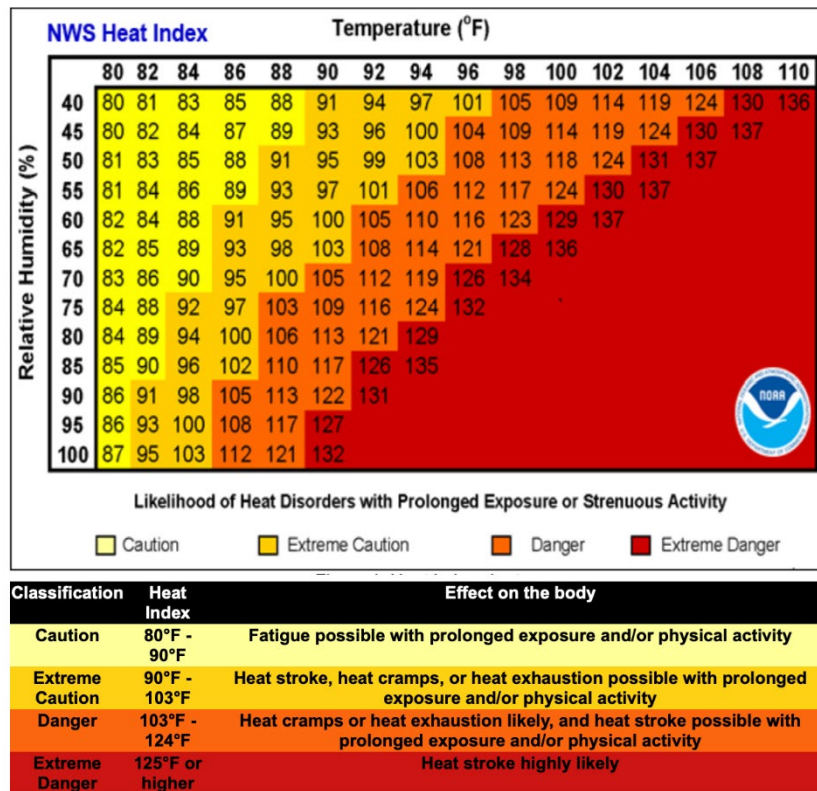 NWS Heat Index
Temperature (°F)
80 82 84 86 88 90 92 94 96 98 100 102 104 106 108 110
Relative Humidity (%)
40 80 81 83 85 88 91 94 97 101 105 109 114 119 124 130 136
45 80 82 84 87 89 93 96 100 104 109 114 119 124 130 137
50 81 83 85 88 91 95 99 103 108 113 118 124 131 137
55 81 84 86 89 93 97 101 106 112 117 124 130 137
60 82 84 88 91 95 100 105 110 116 123 129 137
65 82 85 89 93 98 103 108 114 121 128 136
70 83 86 90 95 100 105 112 119 126 134
75 84 88 92 97 103 109 116 124 132
80 84 89 94 100 106 113 121 129
85 85 90 96 102 110 117 126 135
90 86 91 98 105 113 122 131
95 86 93 100 108 117 127
100 87 95 103 112 121 132
NOAA
Likelihood of Heat Disorders with Prolonged Exposure or Strenuous Activity
Caution Extreme Caution Danger Extreme Danger
Classification Heat Effect on the body
Index
Caution 80°F - Fatigue possible with prolonged exposure and/or physical activity
90°F
Extreme 90°F - Heat stroke, heat cramps, or heat exhaustion possible with prolonged
Caution 103°F exposure and/or physical activity
Danger 103°F - Heat cramps or heat exhaustion likely, and heat stroke possible with
124°F prolonged exposure and/or physical activity
Extreme 125°F or Heat stroke highly likely
Danger higher